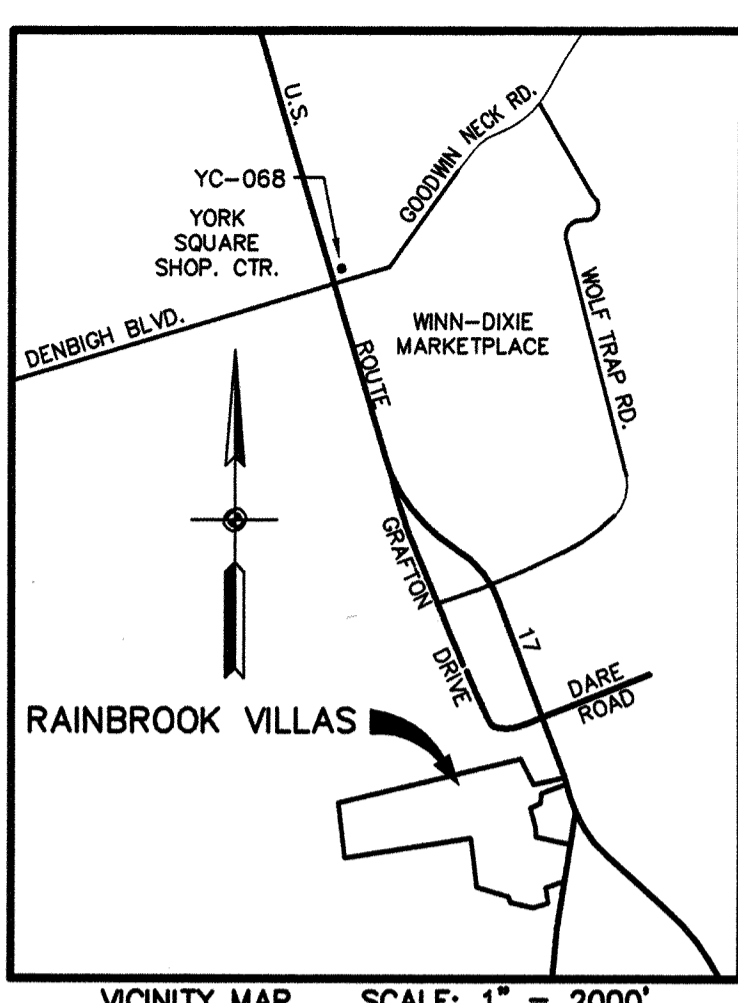 U.S.
GOODWIN NECK RD.
YC-068
YORK
SQUARE
SHOP. CTR.
DENBIGH BLVD.
WINN-DIXIE
MARKETPLACE
WOLF TRAP RD.
ROUTE
GRAFTON
DRIVE
17
DARE
ROAD
RAINBROOK VILLAS
VICINITY MAP SCALE: 1" = 2000'